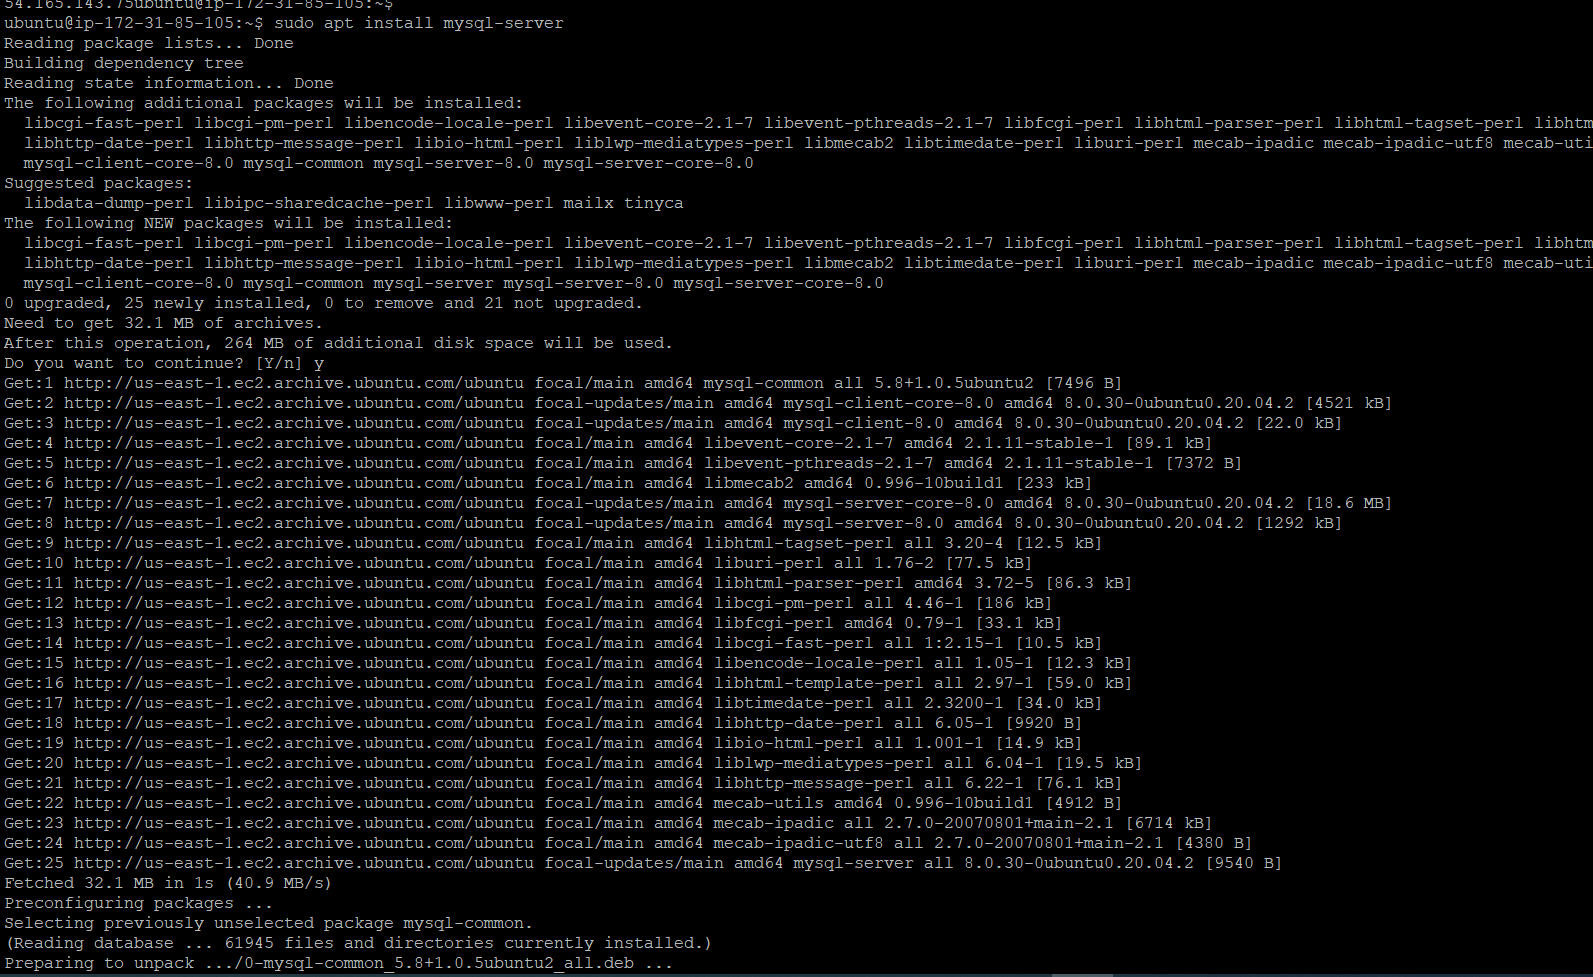 54.165.143.75ubuntu@ip-172-31-85-105:~$
ubuntu@ip-172-31-85-105:~$ sudo apt install mysql-server
Reading package lists... Done
Building dependency tree
Reading state information... Done
The following additional packages will be installed:
  libcgi-fast-perl libcgi-pm-perl libencode-locale-perl libevent-core-2.1-7 libevent-pthreads-2.1-7 libfcgi-perl libhtml-parser-perl libhtml-tagset-perl libhtm
  libhttp-date-perl libhttp-message-perl libio-html-perl liblwp-mediatypes-perl libmecab2 libtimedate-perl liburi-perl mecab-ipadic mecab-ipadic-utf8 mecab-uti
  mysql-client-core-8.0 mysql-common mysql-server-8.0 mysql-server-core-8.0
Suggested packages:
  libdata-dump-perl libipc-sharedcache-perl libwww-perl mailx tinyca
The following NEW packages will be installed:
  libcgi-fast-perl libcgi-pm-perl libencode-locale-perl libevent-core-2.1-7 libevent-pthreads-2.1-7 libfcgi-perl libhtml-parser-perl libhtml-tagset-perl libhtm
  libhttp-date-perl libhttp-message-perl libio-html-perl liblwp-mediatypes-perl libmecab2 libtimedate-perl liburi-perl mecab-ipadic mecab-ipadic-utf8 mecab-uti
  mysql-client-core-8.0 mysql-common mysql-server mysql-server-8.0 mysql-server-core-8.0
0 upgraded, 25 newly installed, 0 to remove and 21 not upgraded.
Need to get 32.1 MB of archives.
After this operation, 264 MB of additional disk space will be used.
Do you want to continue? [Y/n] y
Get:1 http://us-east-1.ec2.archive.ubuntu.com/ubuntu focal/main amd64 mysql-common all 5.8+1.0.5ubuntu2 [7496 B]
Get:2 http://us-east-1.ec2.archive.ubuntu.com/ubuntu focal-updates/main amd64 mysql-client-core-8.0 amd64 8.0.30-0ubuntu0.20.04.2 [4521 kB]
Get:3 http://us-east-1.ec2.archive.ubuntu.com/ubuntu focal-updates/main amd64 mysql-client-8.0 amd64 8.0.30-0ubuntu0.20.04.2 [22.0 kB]
Get:4 http://us-east-1.ec2.archive.ubuntu.com/ubuntu focal/main amd64 libevent-core-2.1-7 amd64 2.1.11-stable-1 [89.1 kB]
Get:5 http://us-east-1.ec2.archive.ubuntu.com/ubuntu focal/main amd64 libevent-pthreads-2.1-7 amd64 2.1.11-stable-1 [7372 B]
Get:6 http://us-east-1.ec2.archive.ubuntu.com/ubuntu focal/main amd64 libmecab2 amd64 0.996-10build1 [233 kB]
Get:7 http://us-east-1.ec2.archive.ubuntu.com/ubuntu focal-updates/main amd64 mysql-server-core-8.0 amd64 8.0.30-0ubuntu0.20.04.2 [18.6 MB]
Get:8 http://us-east-1.ec2.archive.ubuntu.com/ubuntu focal-updates/main amd64 mysql-server-8.0 amd64 8.0.30-0ubuntu0.20.04.2 [1292 kB]
Get:9 http://us-east-1.ec2.archive.ubuntu.com/ubuntu focal/main amd64 libhtml-tagset-perl all 3.20-4 [12.5 kB]
Get:10 http://us-east-1.ec2.archive.ubuntu.com/ubuntu focal/main amd64 liburi-perl all 1.76-2 [77.5 kB]
Get:11 http://us-east-1.ec2.archive.ubuntu.com/ubuntu focal/main amd64 libhtml-parser-perl amd64 3.72-5 [86.3 kB]
Get:12 http://us-east-1.ec2.archive.ubuntu.com/ubuntu focal/main amd64 libcgi-pm-perl all 4.46-1 [186 kB]
Get:13 http://us-east-1.ec2.archive.ubuntu.com/ubuntu focal/main amd64 libfcgi-perl amd64 0.79-1 [33.1 kB]
Get:14 http://us-east-1.ec2.archive.ubuntu.com/ubuntu focal/main amd64 libcgi-fast-perl all 1:2.15-1 [10.5 kB]
Get:15 http://us-east-1.ec2.archive.ubuntu.com/ubuntu focal/main amd64 libencode-locale-perl all 1.05-1 [12.3 kB]
Get:16 http://us-east-1.ec2.archive.ubuntu.com/ubuntu focal/main amd64 libhtml-template-perl all 2.97-1 [59.0 kB]
Get:17 http://us-east-1.ec2.archive.ubuntu.com/ubuntu focal/main amd64 libtimedate-perl all 2.3200-1 [34.0 kB]
Get:18 http://us-east-1.ec2.archive.ubuntu.com/ubuntu focal/main amd64 libhttp-date-perl all 6.05-1 [9920 B]
Get:19 http://us-east-1.ec2.archive.ubuntu.com/ubuntu focal/main amd64 libio-html-perl all 1.001-1 [14.9 kB]
Get:20 http://us-east-1.ec2.archive.ubuntu.com/ubuntu focal/main amd64 liblwp-mediatypes-perl all 6.04-1 [19.5 kB]
Get:21 http://us-east-1.ec2.archive.ubuntu.com/ubuntu focal/main amd64 libhttp-message-perl all 6.22-1 [76.1 kB]
Get:22 http://us-east-1.ec2.archive.ubuntu.com/ubuntu focal/main amd64 mecab-utils amd64 0.996-10build1 [4912 B]
Get:23 http://us-east-1.ec2.archive.ubuntu.com/ubuntu focal/main amd64 mecab-ipadic all 2.7.0-20070801+main-2.1 [6714 kB]
Get:24 http://us-east-1.ec2.archive.ubuntu.com/ubuntu focal/main amd64 mecab-ipadic-utf8 all 2.7.0-20070801+main-2.1 [4380 B]
Get:25 http://us-east-1.ec2.archive.ubuntu.com/ubuntu focal-updates/main amd64 mysql-server all 8.0.30-0ubuntu0.20.04.2 [9540 B]
Fetched 32.1 MB in 1s (40.9 MB/s)
Preconfiguring packages ...
Selecting previously unselected package mysql-common.
(Reading database ... 61945 files and directories currently installed.)
Preparing to unpack .../0-mysql-common_5.8+1.0.5ubuntu2_all.deb ...